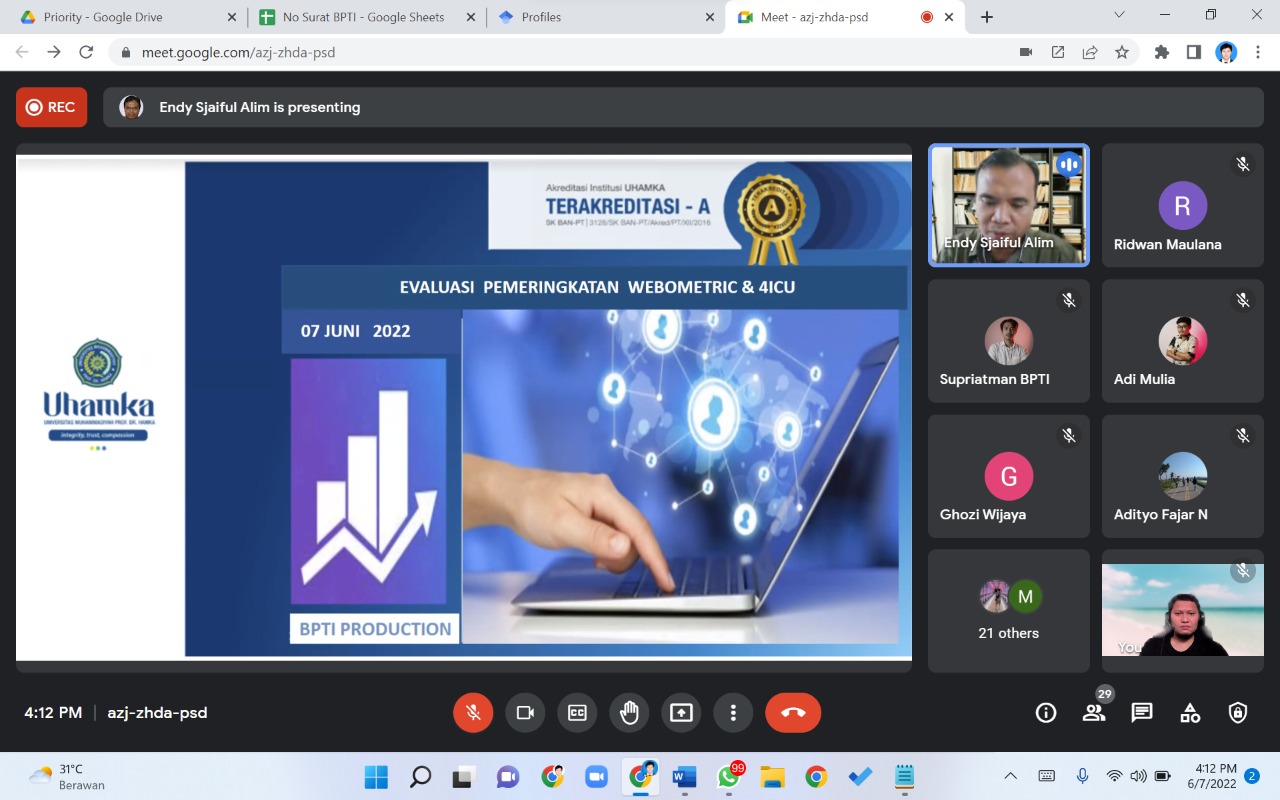 Priority - Google Drive
No Surat BPTI - Google Sheets
Profiles
Meet - azj-zhda-psd
meet.google.com/azj-zhda-psd
REC
Endy Sjaiful Alim is presenting
Akreditasi Institusi UHAMKA
TERAKREDITASI - A
SK BAN-PT | 3128/SK BAN-PT/Akred/PT/XII/2016
A
EVALUASI PEMERINGKATAN WEBOMETRIC & 4ICU
07 JUNI 2022
Uhamka
UNIVERSITAS MUHAMMADIYAH PROF. DR. HAMKA
integrity, trust, compassion
BPTI PRODUCTION
Endy Sjaiful Alim
R
Ridwan Maulana
Supriatman BPTI
Adi Mulia
G
Ghozi Wijaya
Adityo Fajar N
M
21 others
You
4:12 PM
azj-zhda-psd
CC
29
31°C
Berawan
99
4:12 PM
6/7/2022
2